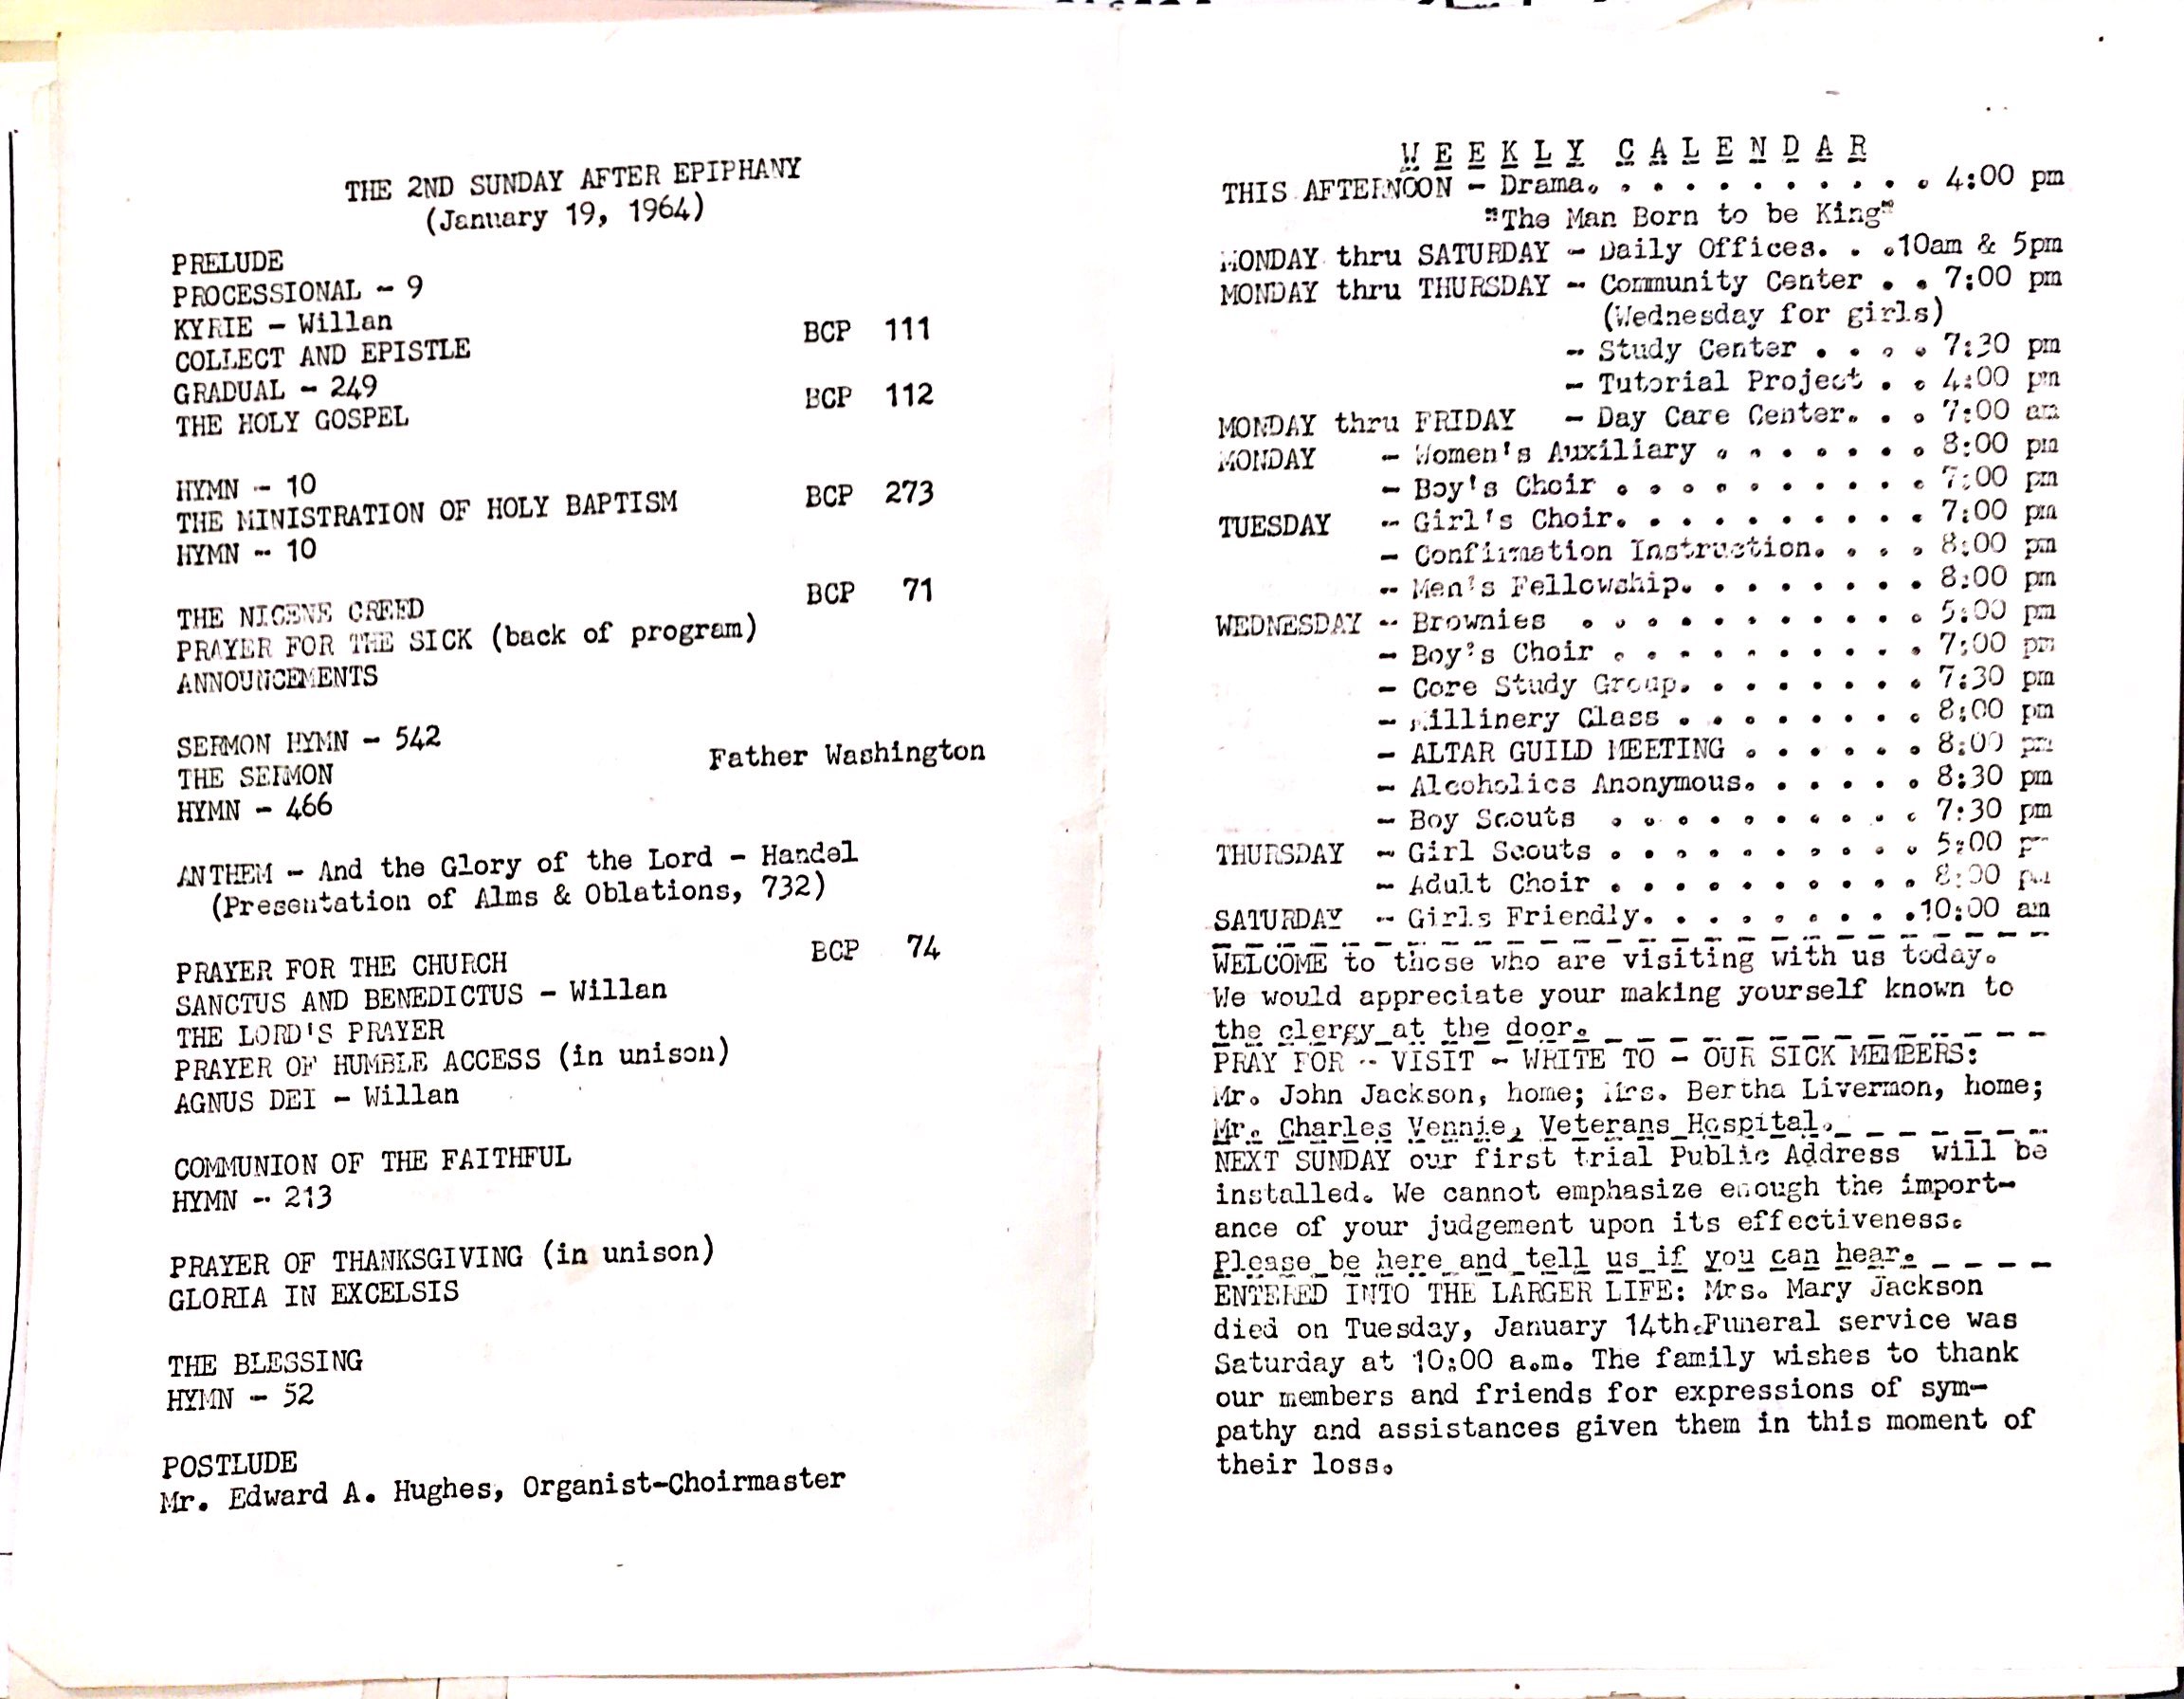 THE 2ND SUNDAY AFTER EPIPHANY
(January 19, 1964)
PRELUDE
PROCESSIONAL - 9
KYRIE - Willan
COLLECT AND EPISTLE BCP 111
GRADUAL - 249
THE HOLY GOSPEL BCP 112
HYMN - 10
THE MINISTRATION OF HOLY BAPTISM BCP 273
HYMN - 10
THE NICENE CREED BCP 71
PRAYER FOR THE SICK (back of program)
ANNOUNCEMENTS
SERMON HYMN - 542
THE SERMON Father Washington
HYMN - 466
ANTHEM - And the Glory of the Lord - Handel
(Presentation of Alms & Oblations, 732)
PRAYER FOR THE CHURCH BCP 74
SANCTUS AND BENEDICTUS - Willan
THE LORD'S PRAYER
PRAYER OF HUMBLE ACCESS (in unison)
AGNUS DEI - Willan
COMMUNION OF THE FAITHFUL
HYMN - 213
PRAYER OF THANKSGIVING (in unison)
GLORIA IN EXCELSIS
THE BLESSING
HYMN - 52
POSTLUDE
Mr. Edward A. Hughes, Organist-Choirmaster
WEEKLY CALENDAR
THIS AFTERNOON - Drama. . . . . . . . . . . 4:00 pm
"The Man Born to be King"
MONDAY thru SATURDAY - Daily Offices. . .10am & 5pm
MONDAY thru THURSDAY - Community Center . . 7:00 pm
(Wednesday for girls)
- Study Center . . . . 7:30 pm
- Tutorial Project . . 4:00 pm
MONDAY thru FRIDAY - Day Care Center. . . 7:00 am
MONDAY - Women's Auxiliary . . . . . . . 8:00 pm
- Boy's Choir . . . . . . . . . . 7:00 pm
TUESDAY - Girl's Choir. . . . . . . . . . 7:00 pm
- Confirmation Instruction. . . . 8:00 pm
- Men's Fellowship. . . . . . . . 8:00 pm
WEDNESDAY - Brownies . . . . . . . . . . . 5:00 pm
- Boy's Choir . . . . . . . . . . 7:00 pm
- Core Study Group. . . . . . . . 7:30 pm
- Millinery Class . . . . . . . . 8:00 pm
- ALTAR GUILD MEETING . . . . . . 8:00 pm
- Alcoholics Anonymous. . . . . . 8:30 pm
- Boy Scouts . . . . . . . . . . 7:30 pm
THURSDAY - Girl Scouts . . . . . . . . . . 5:00 pm
- Adult Choir . . . . . . . . . . 8:00 pm
SATURDAY - Girls Friendly. . . . . . . . .10:00 am
WELCOME to those who are visiting with us today.
We would appreciate your making yourself known to
the clergy at the door.
PRAY FOR - VISIT - WRITE TO - OUR SICK MEMBERS:
Mr. John Jackson, home; Mrs. Bertha Livermon, home;
Mr. Charles Vennie, Veterans Hospital.
NEXT SUNDAY our first trial Public Address will be
installed. We cannot emphasize enough the import-
ance of your judgement upon its effectiveness.
Please be here and tell us if you can hear.
ENTERED INTO THE LARGER LIFE: Mrs. Mary Jackson
died on Tuesday, January 14th.Funeral service was
Saturday at 10:00 a.m. The family wishes to thank
our members and friends for expressions of sym-
pathy and assistances given them in this moment of
their loss.